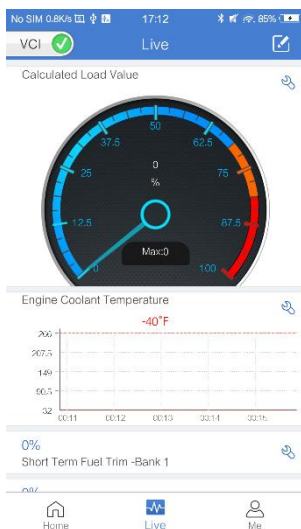 No SIM 0.8K/s 17:12 85%
VCI Live
Calculated Load Value
50
37.5 62.5
0
25 75
%
12.5 87.5
Max:0
0 100
Engine Coolant Temperature
-40°F
266
207.5
149
90.5
32
00:11 00:12 00:13 00:14 00:15
0%
Short Term Fuel Trim -Bank 1
0%
Home Live Me